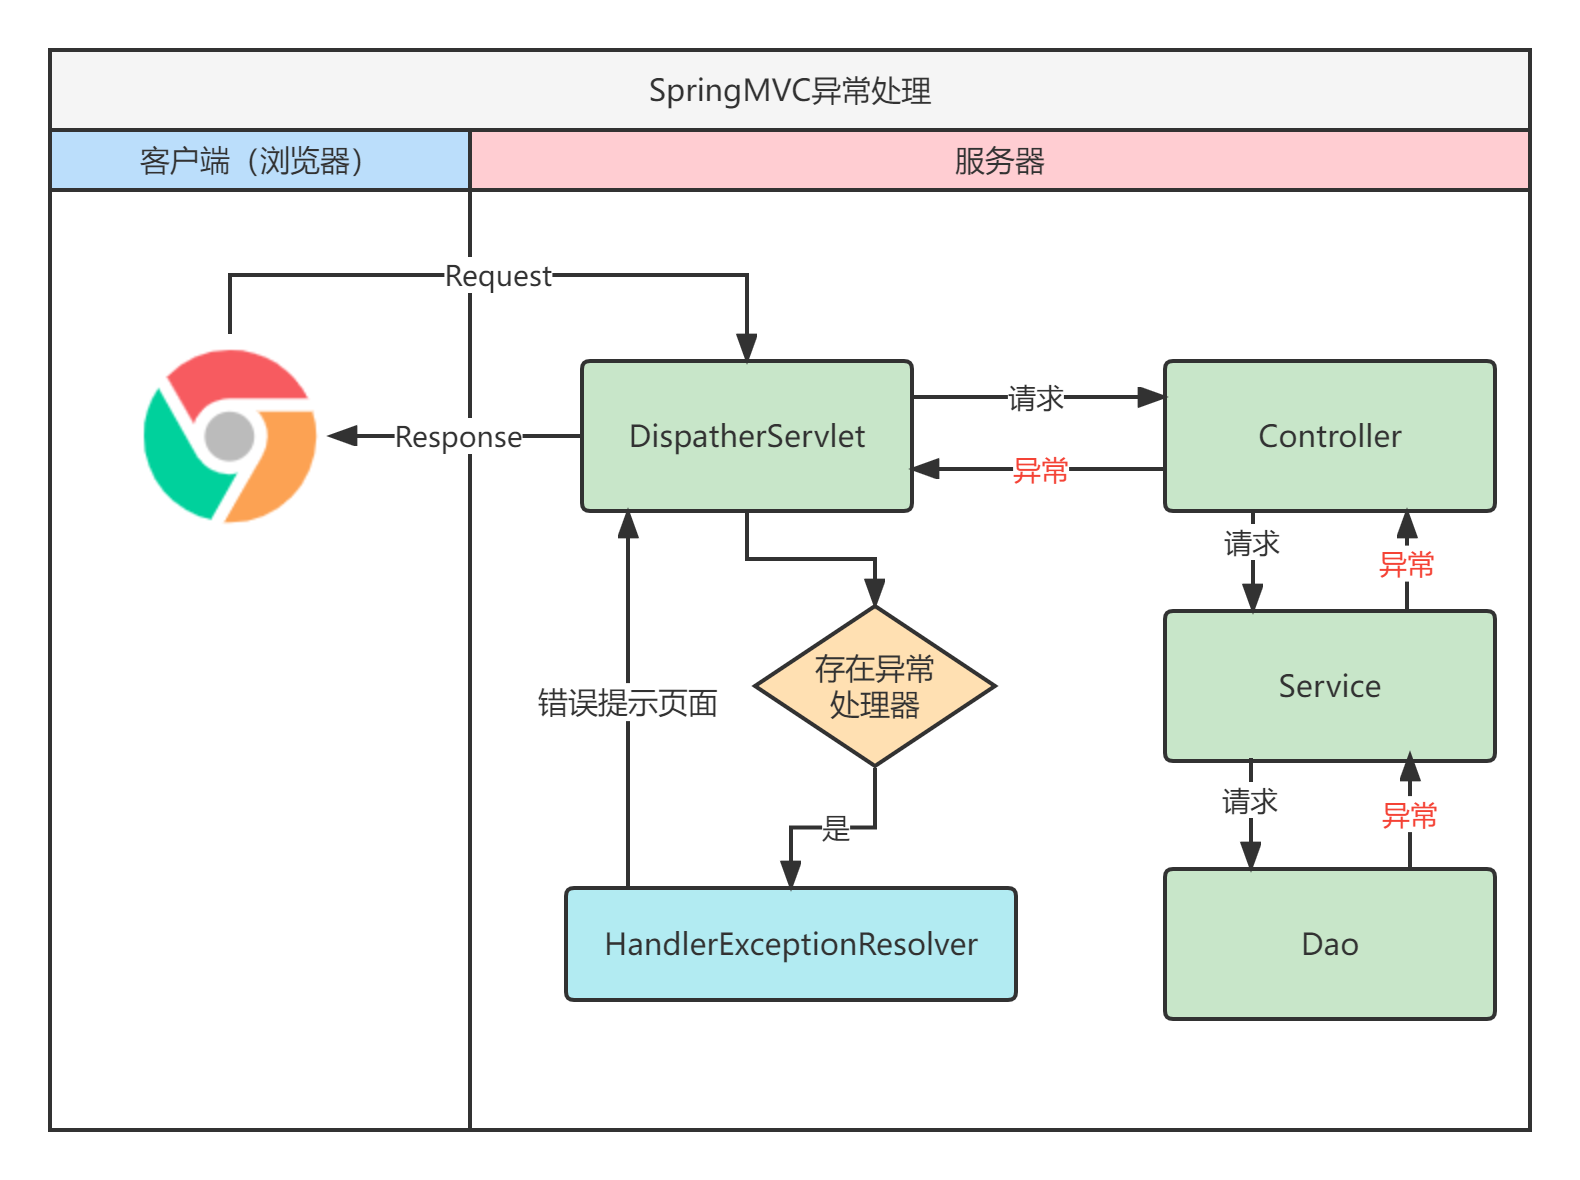 SpringMVC异常处理
客户端（浏览器）
服务器
Request
Response
DispatherServlet
请求
异常
Controller
请求
异常
存在异常
处理器
错误提示页面
Service
是
请求
异常
HandlerExceptionResolver
Dao